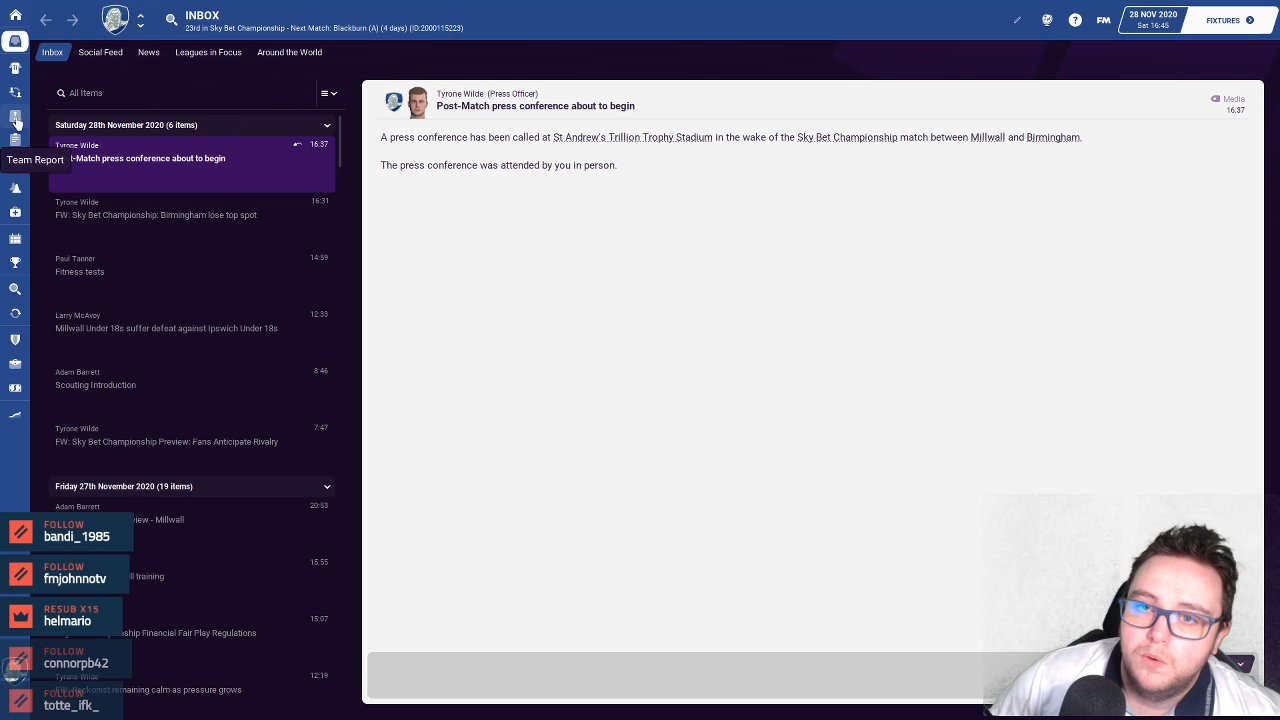 INBOX
23rd in Sky Bet Championship - Next Match: Blackburn (A) (4 days) (ID:2000115223)
FM
28 NOV 2020
Sat 16:45
FIXTURES
Inbox
Social Feed
News
Leagues in Focus
Around the World
All Items
Saturday 28th November 2020 (6 items)
Tyrone Wilde
16:37
t-Match press conference about to begin
Team Report
Tyrone Wilde
16:31
FW: Sky Bet Championship: Birmingham lose top spot
Paul Tanner
14:59
Fitness tests
Larry McAvoy
12:33
Millwall Under 18s suffer defeat against Ipswich Under 18s
Adam Barrett
8:46
Scouting Introduction
Tyrone Wilde
7:47
FW: Sky Bet Championship Preview: Fans Anticipate Rivalry
Friday 27th November 2020 (19 items)
Adam Barrett
20:53
view - Millwall
15:55
ll training
15:07
ship Financial Fair Play Regulations
Tyrone Wilde
12:19
remaining calm as pressure grows
Tyrone Wilde (Press Officer)
Post-Match press conference about to begin
Media
16:37
A press conference has been called at St Andrew's Trillion Trophy Stadium in the wake of the Sky Bet Championship match between Millwall and Birmingham.
The press conference was attended by you in person.
FOLLOW
bandi_1985
FOLLOW
fmjohnnotv
RESUB X15
helmario
FOLLOW
connorpb42
FOLLOW
totte_ifk_